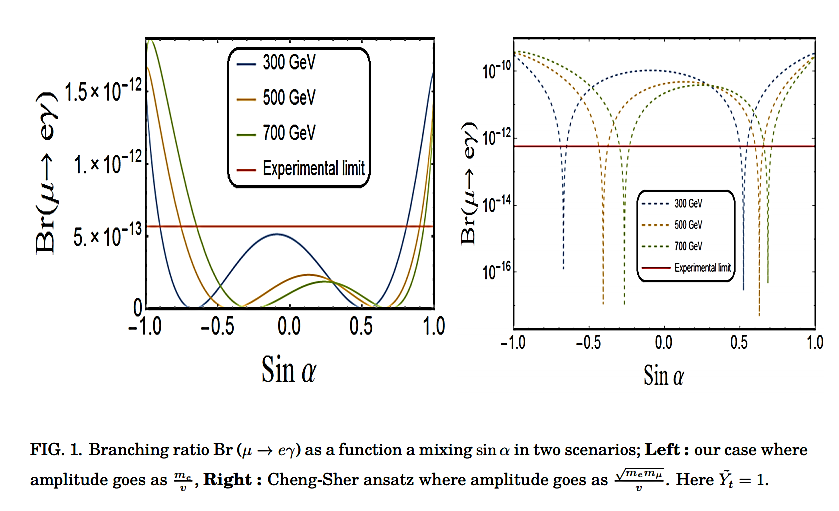 Br(μ→ eγ)
1.5×10⁻¹²
1.×10⁻¹²
5.×10⁻¹³
0
300 GeV
500 GeV
700 GeV
Experimental limit
−1.0 −0.5 0.0 0.5 1.0
Sin α
Br(μ→ eγ)
10⁻¹⁰
10⁻¹²
10⁻¹⁴
10⁻¹⁶
300 GeV
500 GeV
700 GeV
Experimental limit
−1.0 −0.5 0.0 0.5 1.0
Sin α
FIG. 1. Branching ratio Br (μ → eγ) as a function a mixing sin α in two scenarios; Left : our case where
amplitude goes as m_e/v, Right : Cheng-Sher ansatz where amplitude goes as √(m_e m_μ)/v. Here Ỹ_t = 1.